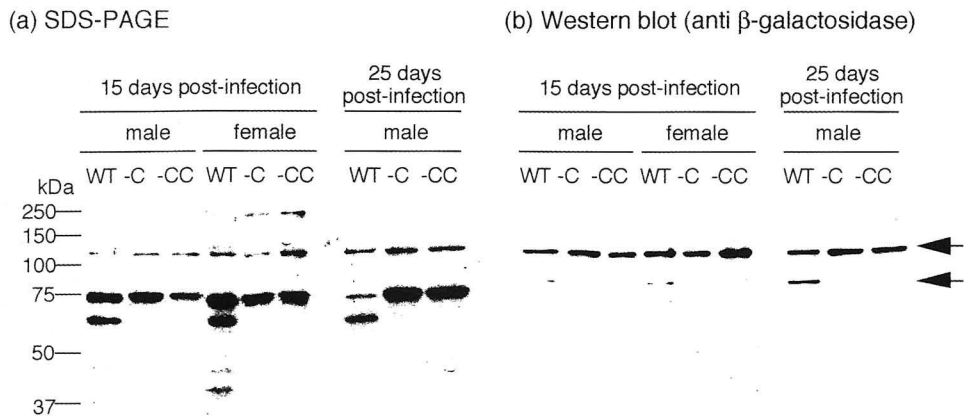 (a) SDS-PAGE
15 days post-infection
25 days
post-infection
male
female
male
WT -C -CC WT -C -CC WT -C -CC
kDa
250
150
100
75
50
37
(b) Western blot (anti β-galactosidase)
15 days post-infection
25 days
post-infection
male
female
male
WT -C -CC WT -C -CC WT -C -CC